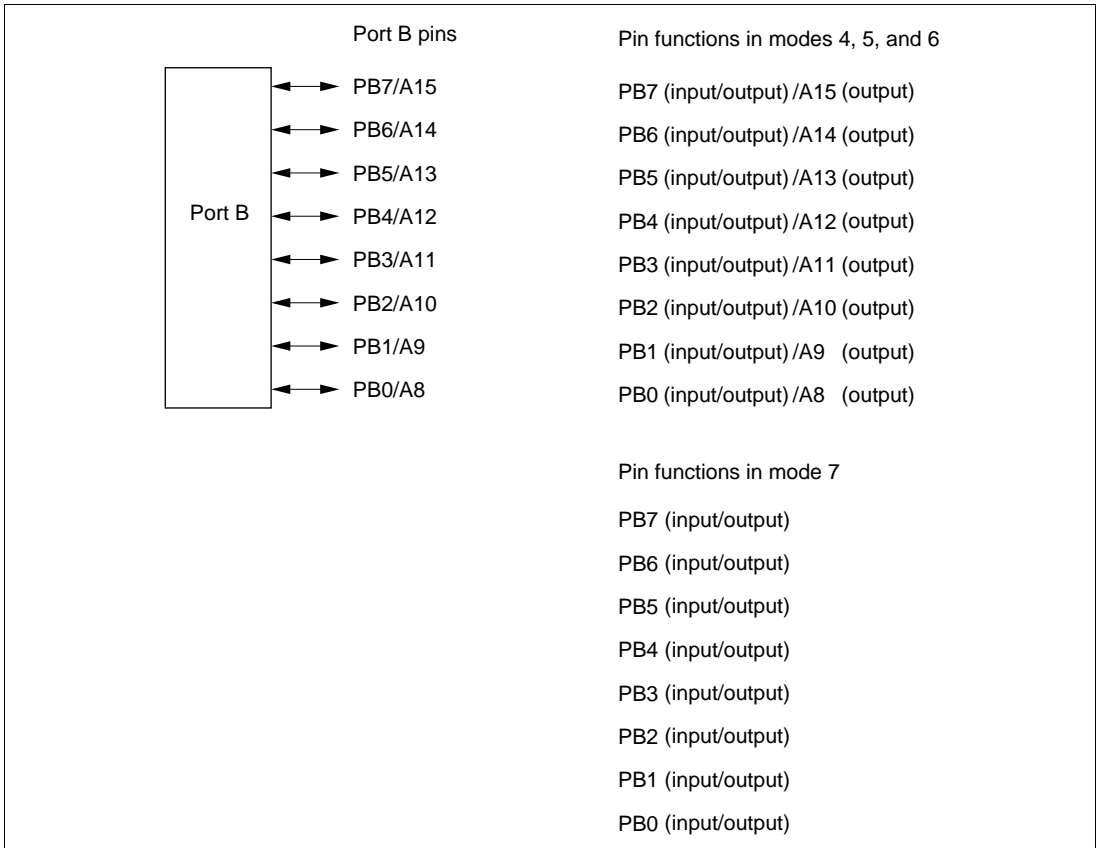 Port B pins
Pin functions in modes 4, 5, and 6
Port B
PB7/A15
PB6/A14
PB5/A13
PB4/A12
PB3/A11
PB2/A10
PB1/A9
PB0/A8
PB7 (input/output) /A15 (output)
PB6 (input/output) /A14 (output)
PB5 (input/output) /A13 (output)
PB4 (input/output) /A12 (output)
PB3 (input/output) /A11 (output)
PB2 (input/output) /A10 (output)
PB1 (input/output) /A9 (output)
PB0 (input/output) /A8 (output)
Pin functions in mode 7
PB7 (input/output)
PB6 (input/output)
PB5 (input/output)
PB4 (input/output)
PB3 (input/output)
PB2 (input/output)
PB1 (input/output)
PB0 (input/output)